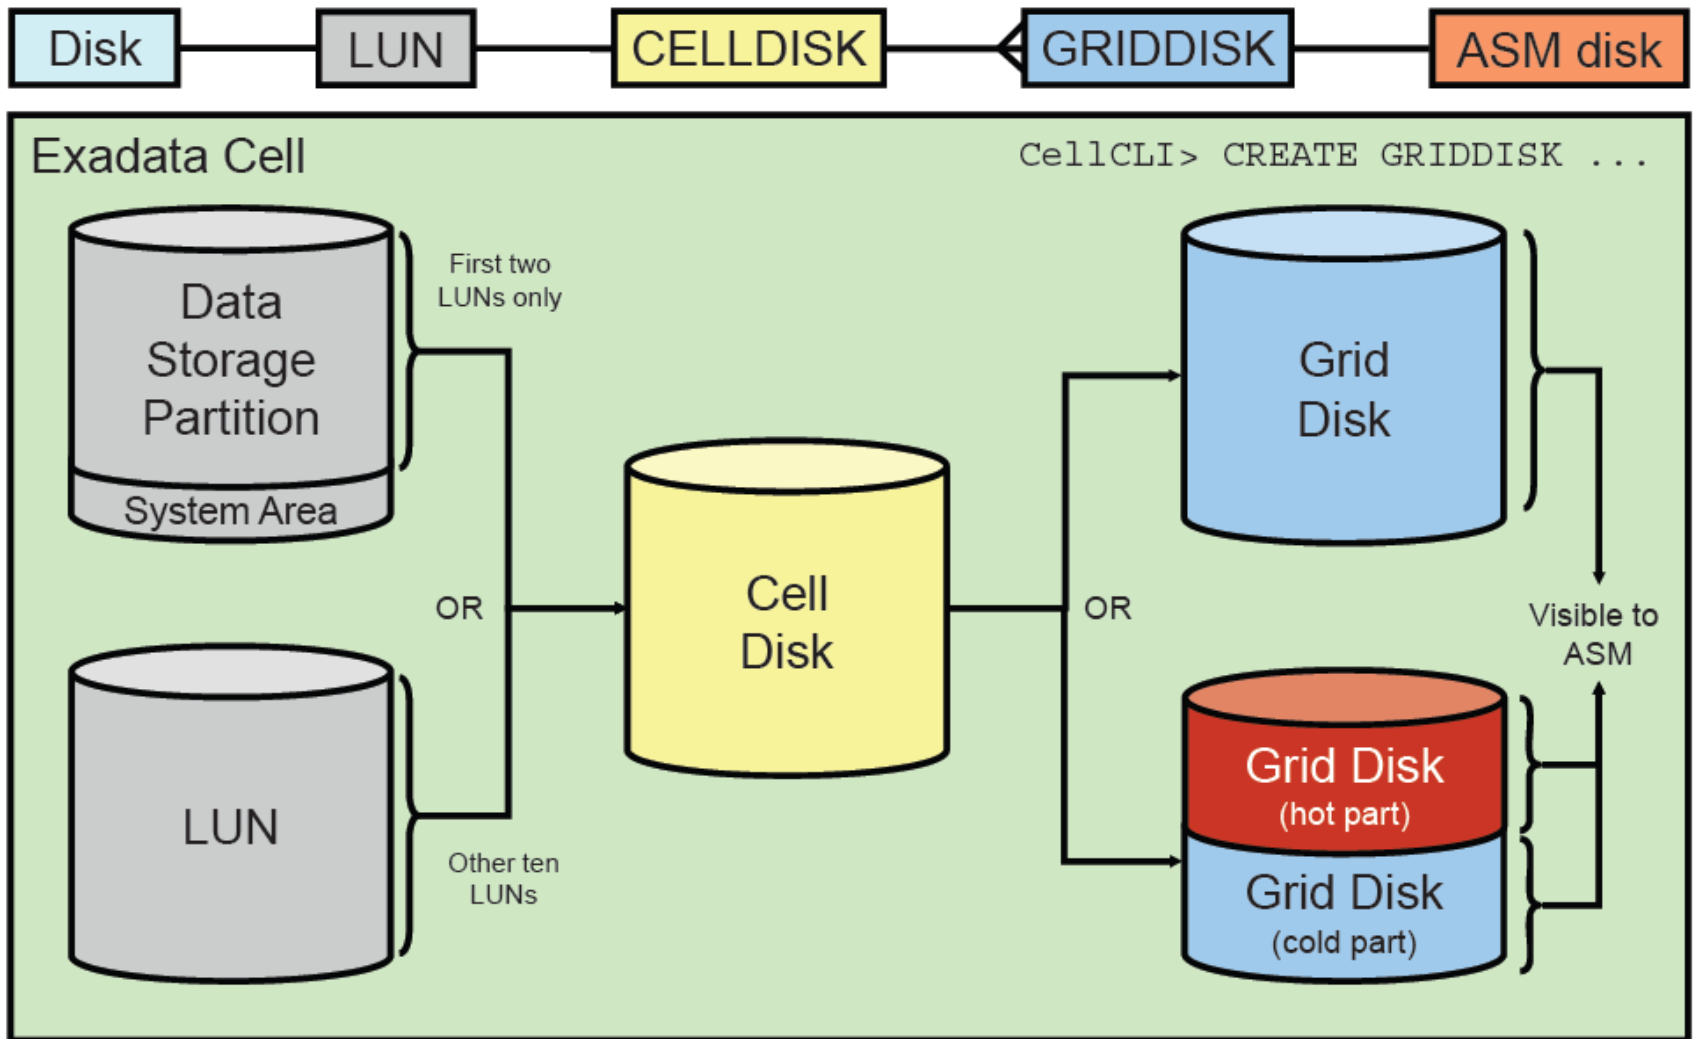 Disk
LUN
CELLDISK
GRIDDISK
ASM disk
Exadata Cell
CellCLI> CREATE GRIDDISK ...
Data
Storage
Partition
System Area
First two
LUNs only
OR
LUN
Other ten
LUNs
Cell
Disk
OR
Grid
Disk
Visible to
ASM
Grid Disk
(hot part)
Grid Disk
(cold part)